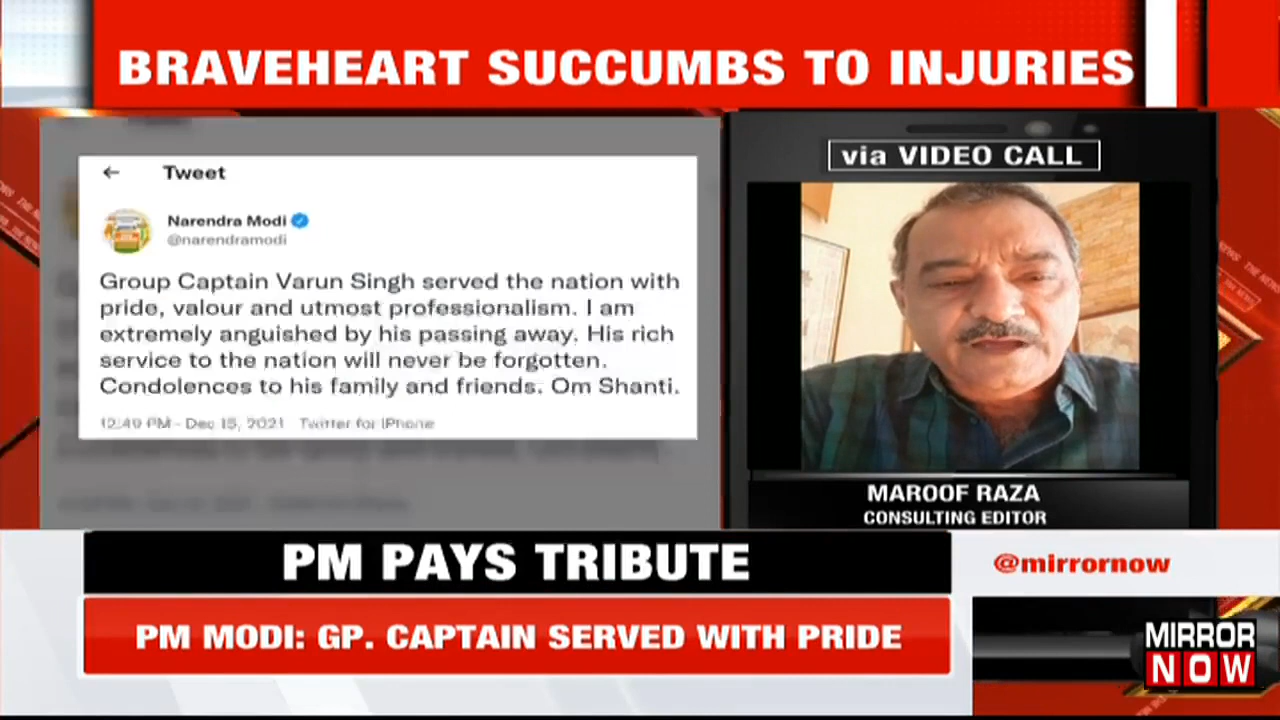 BRAVEHEART SUCCUMBS TO INJURIES
Tweet
Narendra Modi
@narendramodi
Group Captain Varun Singh served the nation with
pride, valour and utmost professionalism. I am
extremely anguished by his passing away. His rich
service to the nation will never be forgotten.
Condolences to his family and friends. Om Shanti.
12:49 PM - Dec 15, 2021 Twitter for iPhone
via VIDEO CALL
MAROOF RAZA
CONSULTING EDITOR
PM PAYS TRIBUTE
PM MODI: GP. CAPTAIN SERVED WITH PRIDE
@mirrornow
MIRROR
NOW